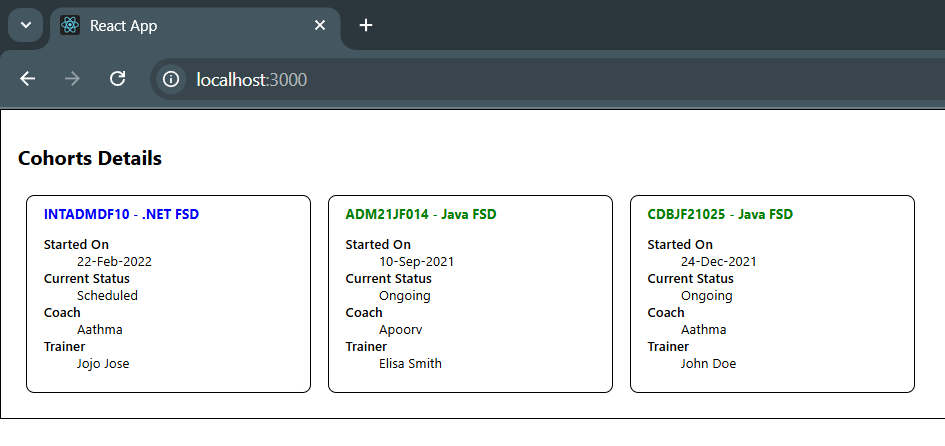 React App
localhost:3000
Cohorts Details
INTADMDF10 - .NET FSD
Started On
22-Feb-2022
Current Status
Scheduled
Coach
Aathma
Trainer
Jojo Jose
ADM21JF014 - Java FSD
Started On
10-Sep-2021
Current Status
Ongoing
Coach
Apoorv
Trainer
Elisa Smith
CDBJF21025 - Java FSD
Started On
24-Dec-2021
Current Status
Ongoing
Coach
Aathma
Trainer
John Doe